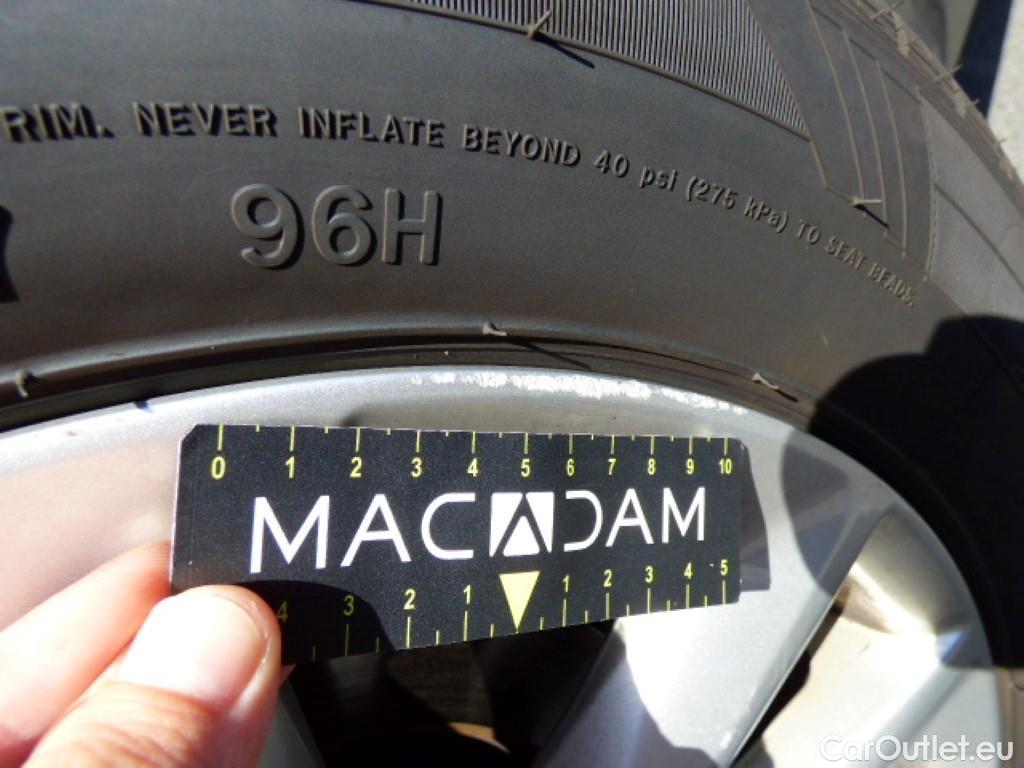 RIM. NEVER INFLATE BEYOND 40 psi (275 kPa) TO SEAT BEADS.
96H
0 1 2 3 4 5 6 7 8 9 10
MACADAM
4 3 2 1 1 2 3 4 5
CarOutlet.eu